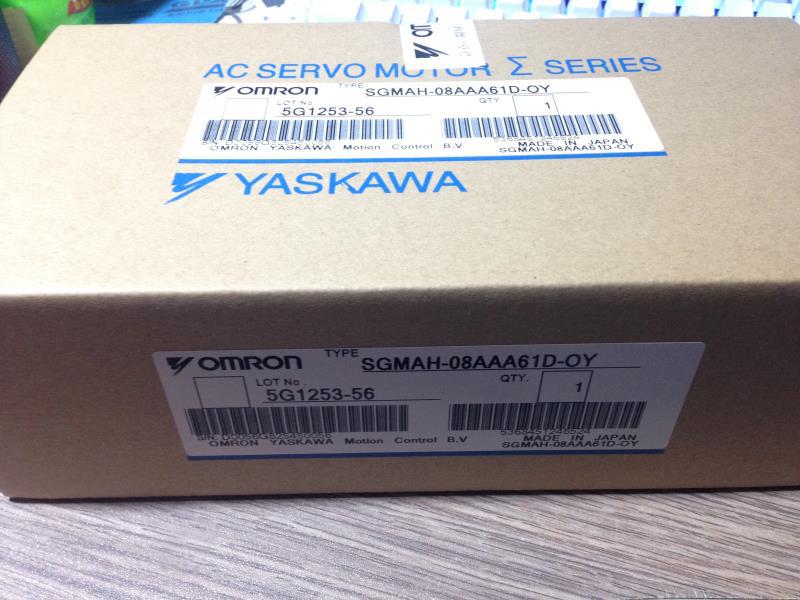 AC SERVO MOTOR Σ SERIES
OMRON TYPE SGMAH-08AAA61D-OY
LOT No. 5G1253-56 QTY 1
OMRON YASKAWA Motion Control B.V MADE IN JAPAN
SGMAH-08AAA61D-OY
YASKAWA
OMRON TYPE SGMAH-08AAA61D-OY
LOT No. 5G1253-56 QTY. 1
S/N: D0056G825450056 5368451246524
OMRON YASKAWA Motion Control B.V MADE IN JAPAN
SGMAH-08AAA61D-OY